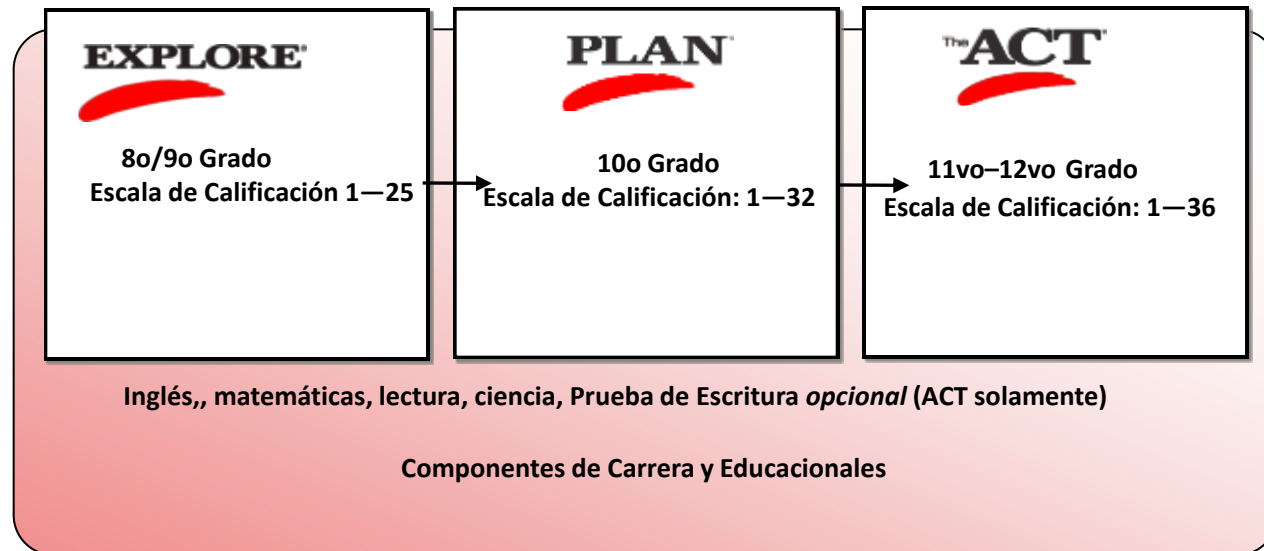 EXPLORE®
8o/9o Grado
Escala de Calificación 1—25
PLAN
10o Grado
Escala de Calificación: 1—32
The ACT®
11vo–12vo Grado
Escala de Calificación: 1—36
Inglés,, matemáticas, lectura, ciencia, Prueba de Escritura opcional (ACT solamente)
Componentes de Carrera y Educacionales